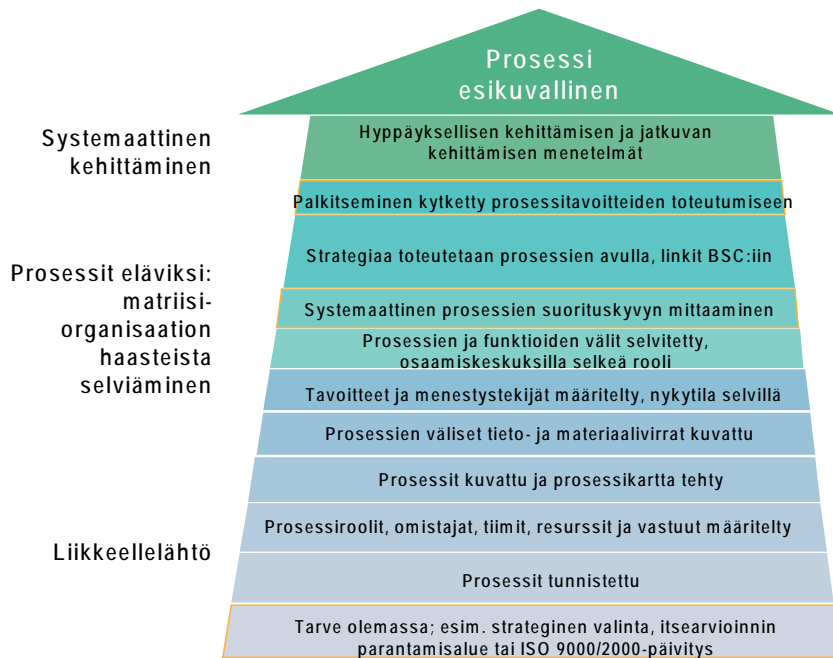 Prosessi
esikuvallinen
Systemaattinen
kehittäminen
Hyppäyksellisen kehittämisen ja jatkuvan
kehittämisen menetelmät
Palkitseminen kytketty prosessitavoitteiden toteutumiseen
Prosessit eläviksi:
matriisi-
organisaation
haasteista
selviäminen
Strategiaa toteutetaan prosessien avulla, linkit BSC:iin
Systemaattinen prosessien suorituskyvyn mittaaminen
Prosessien ja funktioiden välit selvitetty,
osaamiskeskuksilla selkeä rooli
Tavoitteet ja menestystekijät määritelty, nykytila selvillä
Prosessien väliset tieto- ja materiaalivirrat kuvattu
Prosessit kuvattu ja prosessikartta tehty
Liikkeellelähtö
Prosessiroolit, omistajat, tiimit, resurssit ja vastuut määritelty
Prosessit tunnistettu
Tarve olemassa; esim. strateginen valinta, itsearvioinnin
parantamisalue tai ISO 9000/2000-päivitys